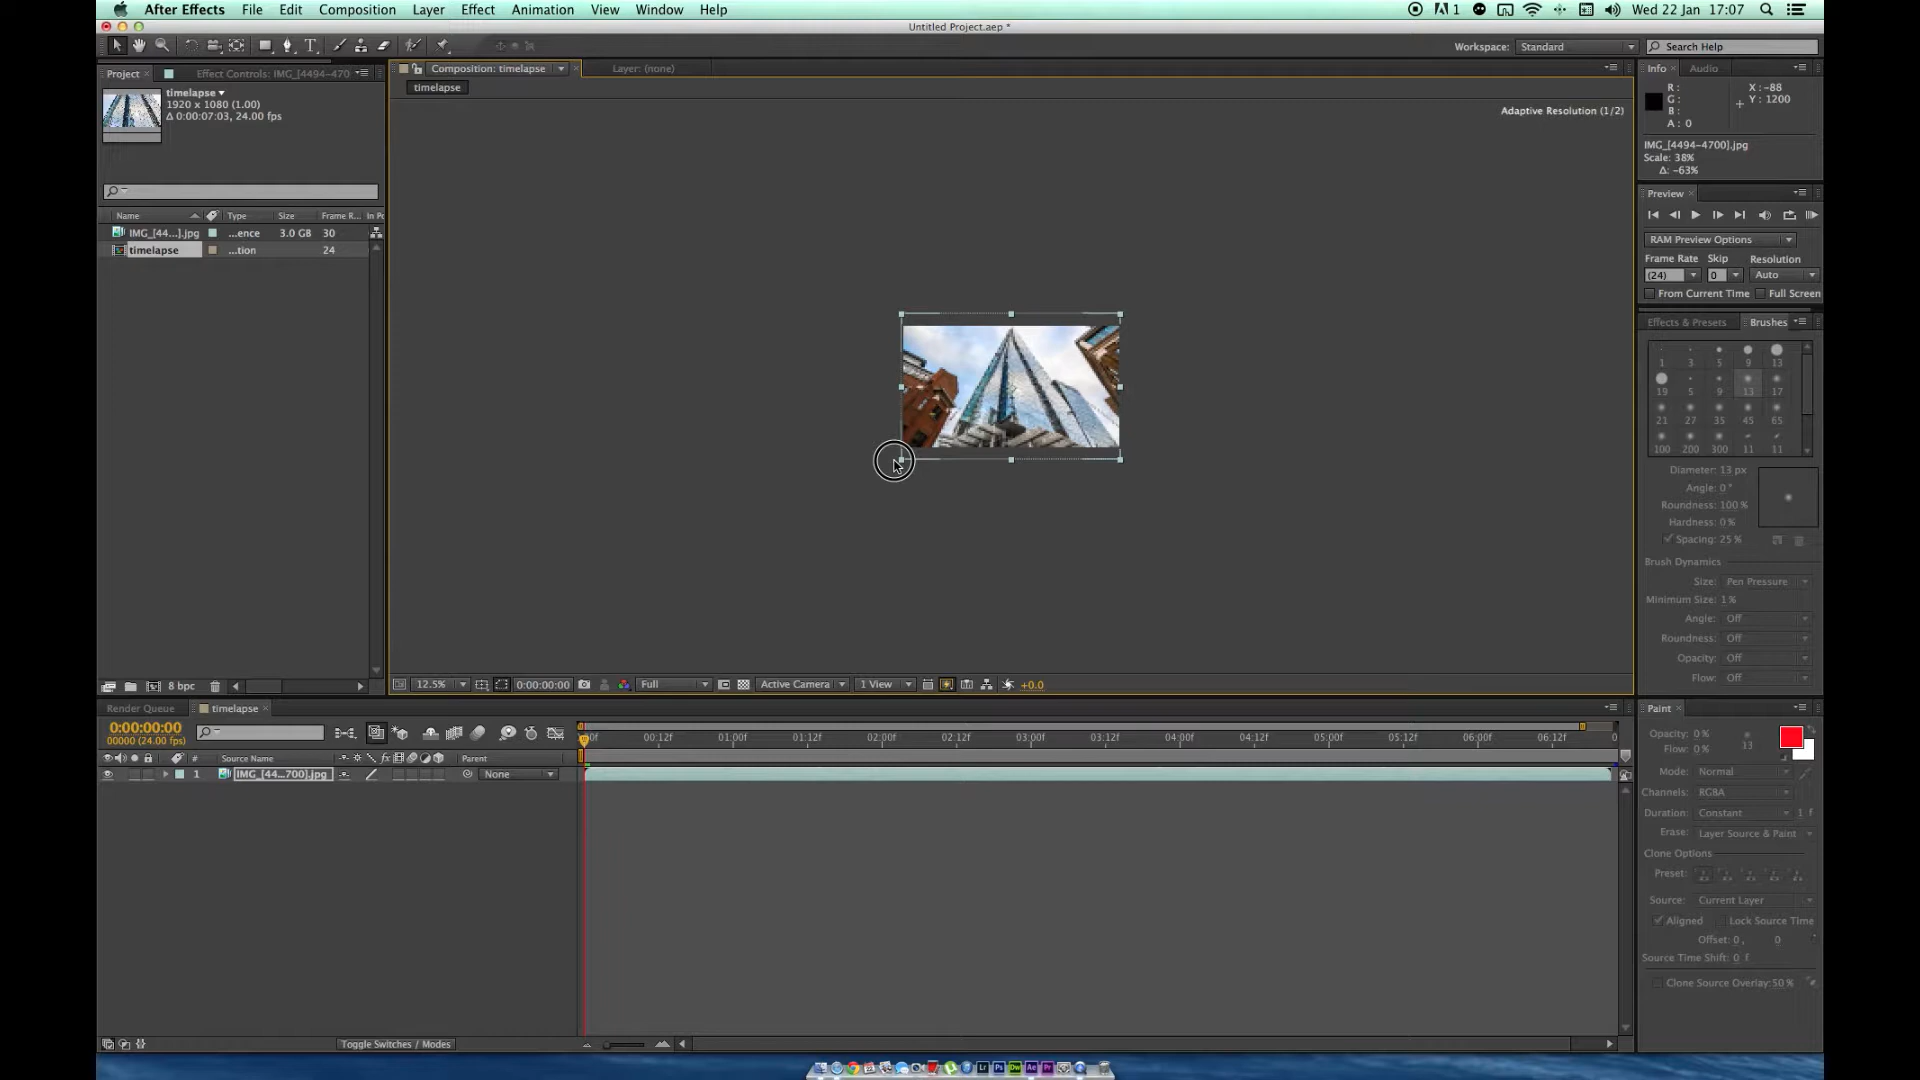 After Effects File Edit Composition Layer Effect Animation View Window Help
1 Wed 22 Jan 17:07
Untitled Project.aep *
Workspace: Standard Search Help
Project Effect Controls: IMG_[4494-470
Composition: timelapse Layer: (none)
Info Audio
timelapse
1920 x 1080 (1.00)
Δ 0:00:07:03, 24.00 fps
timelapse
Adaptive Resolution (1/2)
R :
G :
B :
A : 0
X : -88
Y : 1200
IMG_[4494-4700].jpg
Scale: 38%
Δ: -63%
Preview
RAM Preview Options
Frame Rate Skip Resolution
(24) 0 Auto
From Current Time Full Screen
Name Type Size Frame R... In Po
IMG_[44...].jpg ...ence 3.0 GB 30
timelapse ...tion 24
Effects & Presets Brushes
1 3 5 9 13
19 5 9 13 17
21 27 35 45 65
100 200 300 11 11
Diameter: 13 px
Angle: 0 °
Roundness: 100 %
Hardness: 0 %
Spacing: 25 %
Brush Dynamics
Size: Pen Pressure
Minimum Size: 1 %
Angle: Off
Roundness: Off
Opacity: Off
Flow: Off
8 bpc
12.5% 0:00:00:00 Full Active Camera 1 View +0.0
Render Queue timelapse
0:00:00:00
00000 (24.00 fps)
00f 00:12f 01:00f 01:12f 02:00f 02:12f 03:00f 03:12f 04:00f 04:12f 05:00f 05:12f 06:00f 06:12f 0
# Source Name fx Parent
1 IMG_[44...700].jpg None
Toggle Switches / Modes
Paint
Opacity: 0 %
Flow: 0 %
13
Mode: Normal
Channels: RGBA
Duration: Constant 1 f
Erase: Layer Source & Paint
Clone Options
Preset:
Source: Current Layer
Aligned Lock Source Time
Offset: 0 , 0
Source Time Shift: 0 f
Clone Source Overlay: 50 %
Lr Ps Dw Ae Pr